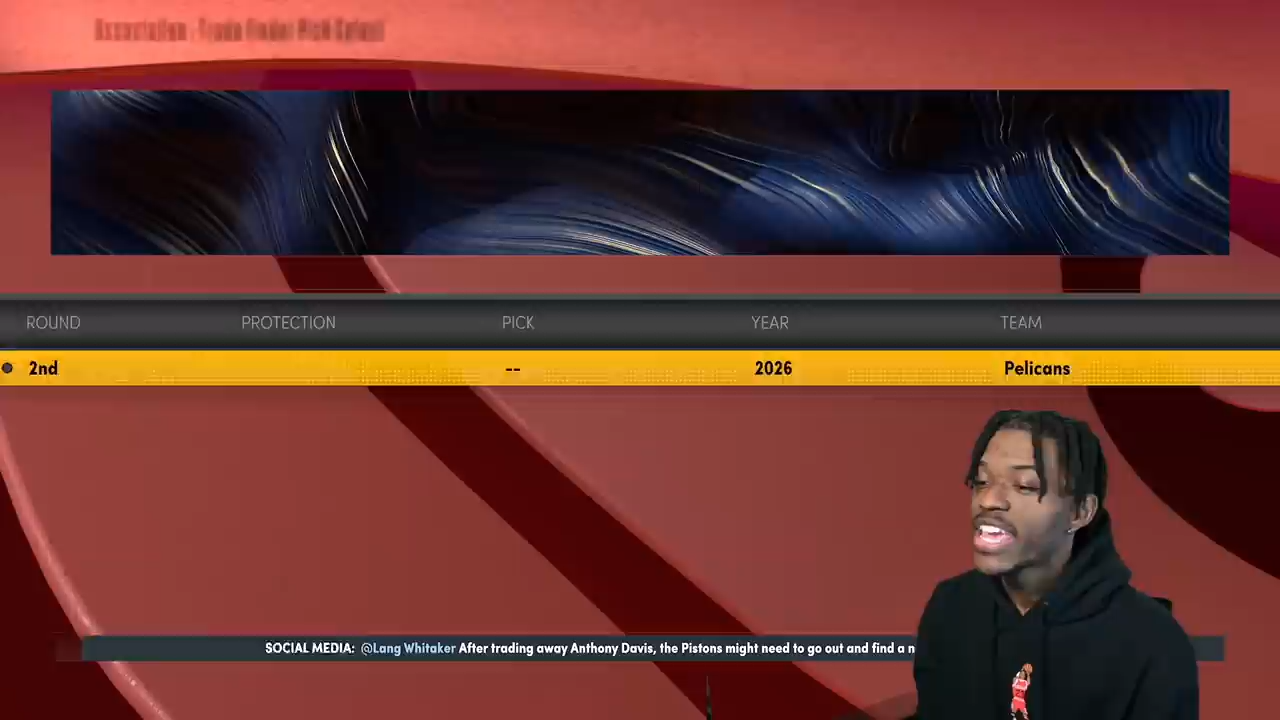 ROUND PROTECTION PICK YEAR TEAM
2nd -- 2026 Pelicans
SOCIAL MEDIA: @Lang Whitaker After trading away Anthony Davis, the Pistons might need to go out and find a n